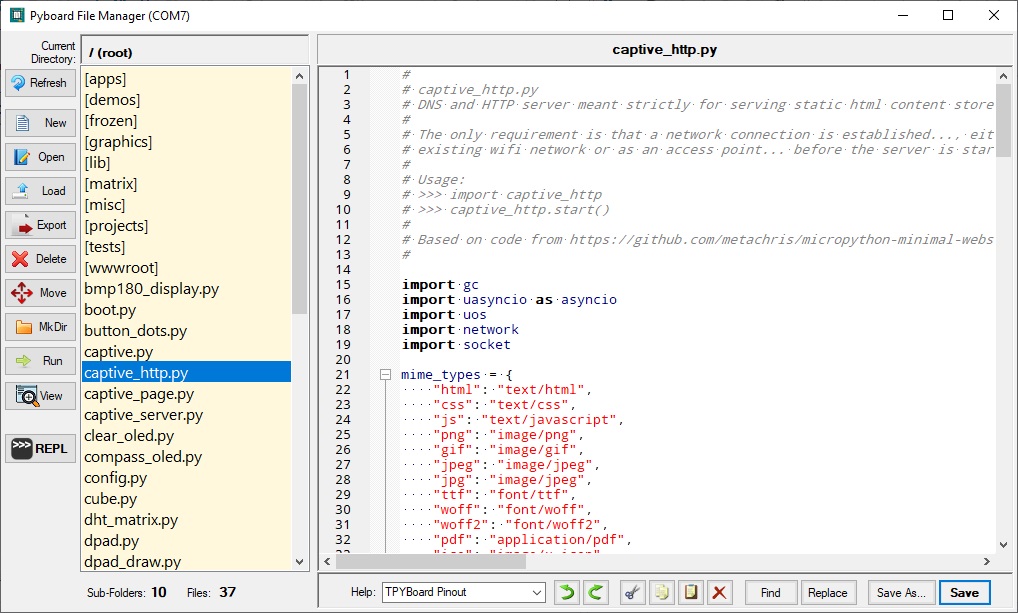 Pyboard File Manager (COM7)
Current Directory:
/ (root)
Refresh
New
Open
Load
Export
Delete
Move
MkDir
Run
View
REPL
[apps]
[demos]
[frozen]
[graphics]
[lib]
[matrix]
[misc]
[projects]
[tests]
[wwwroot]
bmp180_display.py
boot.py
button_dots.py
captive.py
captive_http.py
captive_page.py
captive_server.py
clear_oled.py
compass_oled.py
config.py
cube.py
dht_matrix.py
dpad.py
dpad_draw.py
Sub-Folders: 10 Files: 37
captive_http.py
1 #
2 # captive_http.py
3 # DNS and HTTP server meant strictly for serving static html content store
4 #
5 # The only requirement is that a network connection is established..., eit
6 # existing wifi network or as an access point... before the server is star
7 #
8 # Usage:
9 # >>> import captive_http
10 # >>> captive_http.start()
11 #
12 # Based on code from https://github.com/metachris/micropython-minimal-webs
13 #
14
15 import gc
16 import uasyncio as asyncio
17 import uos
18 import network
19 import socket
20
21 mime_types = {
22 "html": "text/html",
23 "css": "text/css",
24 "js": "text/javascript",
25 "png": "image/png",
26 "gif": "image/gif",
27 "jpeg": "image/jpeg",
28 "jpg": "image/jpeg",
29 "ttf": "font/ttf",
30 "woff": "font/woff",
31 "woff2": "font/woff2",
32 "pdf": "application/pdf",
Help: TPYBoard Pinout
Find
Replace
Save As...
Save